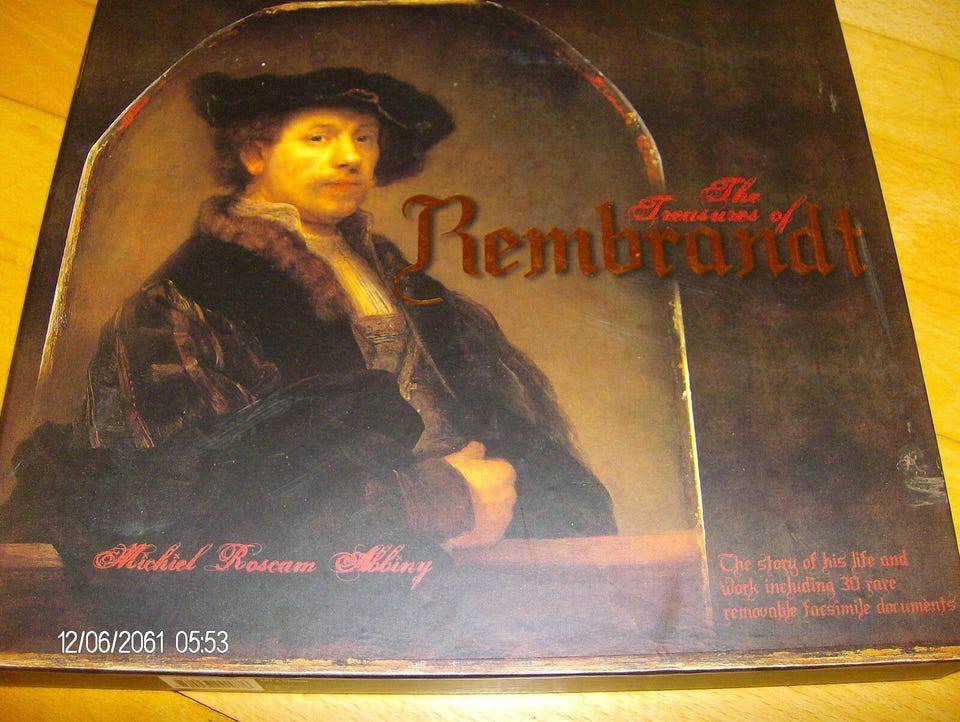 The
Treasures of
Rembrandt
Michiel Roscam Abbiny
The story of his life and
work including 30 rare
removable facsimile documents
12/06/2061 05:53